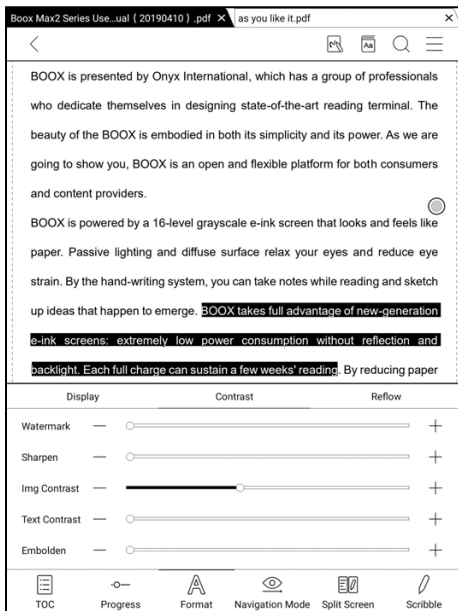 Boox Max2 Series Use...ual ( 20190410 ) .pdf ×
as you like it.pdf ×
Aa
BOOX is presented by Onyx International, which has a group of professionals
who dedicate themselves in designing state-of-the-art reading terminal. The
beauty of the BOOX is embodied in both its simplicity and its power. As we are
going to show you, BOOX is an open and flexible platform for both consumers
and content providers.
BOOX is powered by a 16-level grayscale e-ink screen that looks and feels like
paper. Passive lighting and diffuse surface relax your eyes and reduce eye
strain. By the hand-writing system, you can take notes while reading and sketch
up ideas that happen to emerge. BOOX takes full advantage of new-generation
e-ink screens: extremely low power consumption without reflection and
backlight. Each full charge can sustain a few weeks' reading. By reducing paper
Display Contrast Reflow
Watermark
Sharpen
Img Contrast
Text Contrast
Embolden
TOC Progress Format Navigation Mode Split Screen Scribble